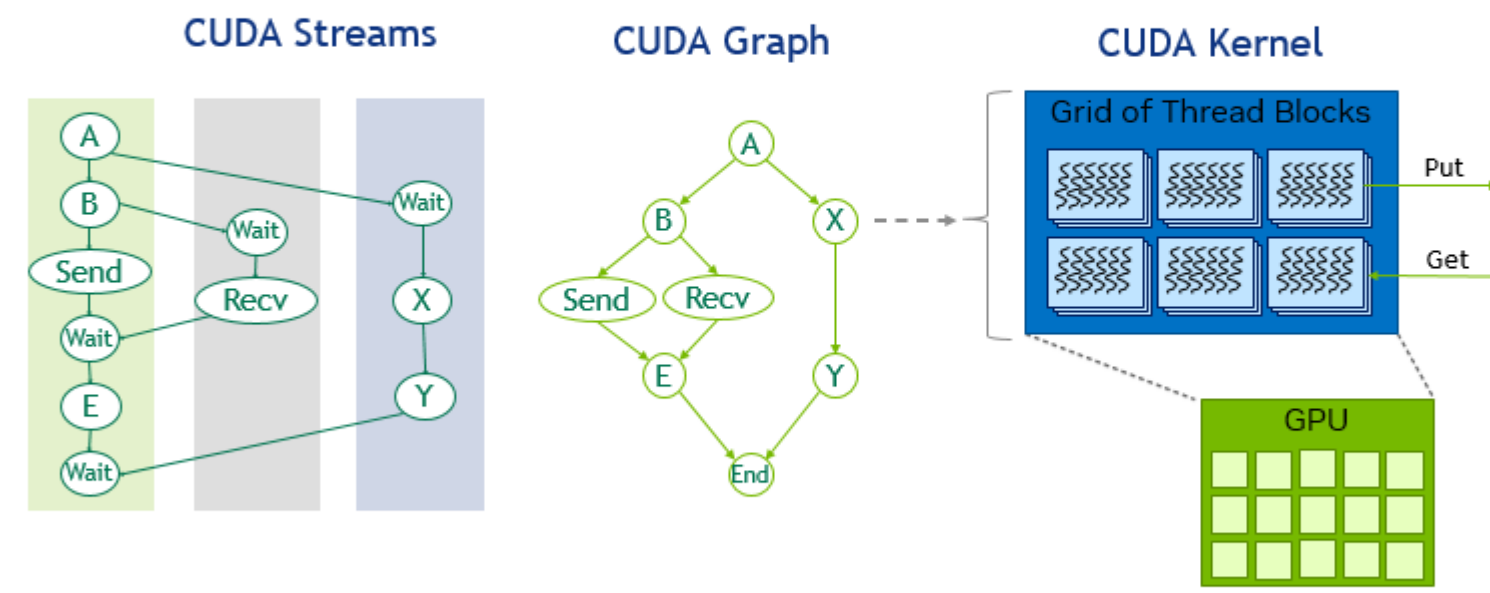 CUDA Streams
A
B
Send
Wait
E
Wait
Wait
Recv
Wait
X
Y
CUDA Graph
A
B
X
Send
Recv
E
Y
End
CUDA Kernel
Grid of Thread Blocks
Put
Get
GPU